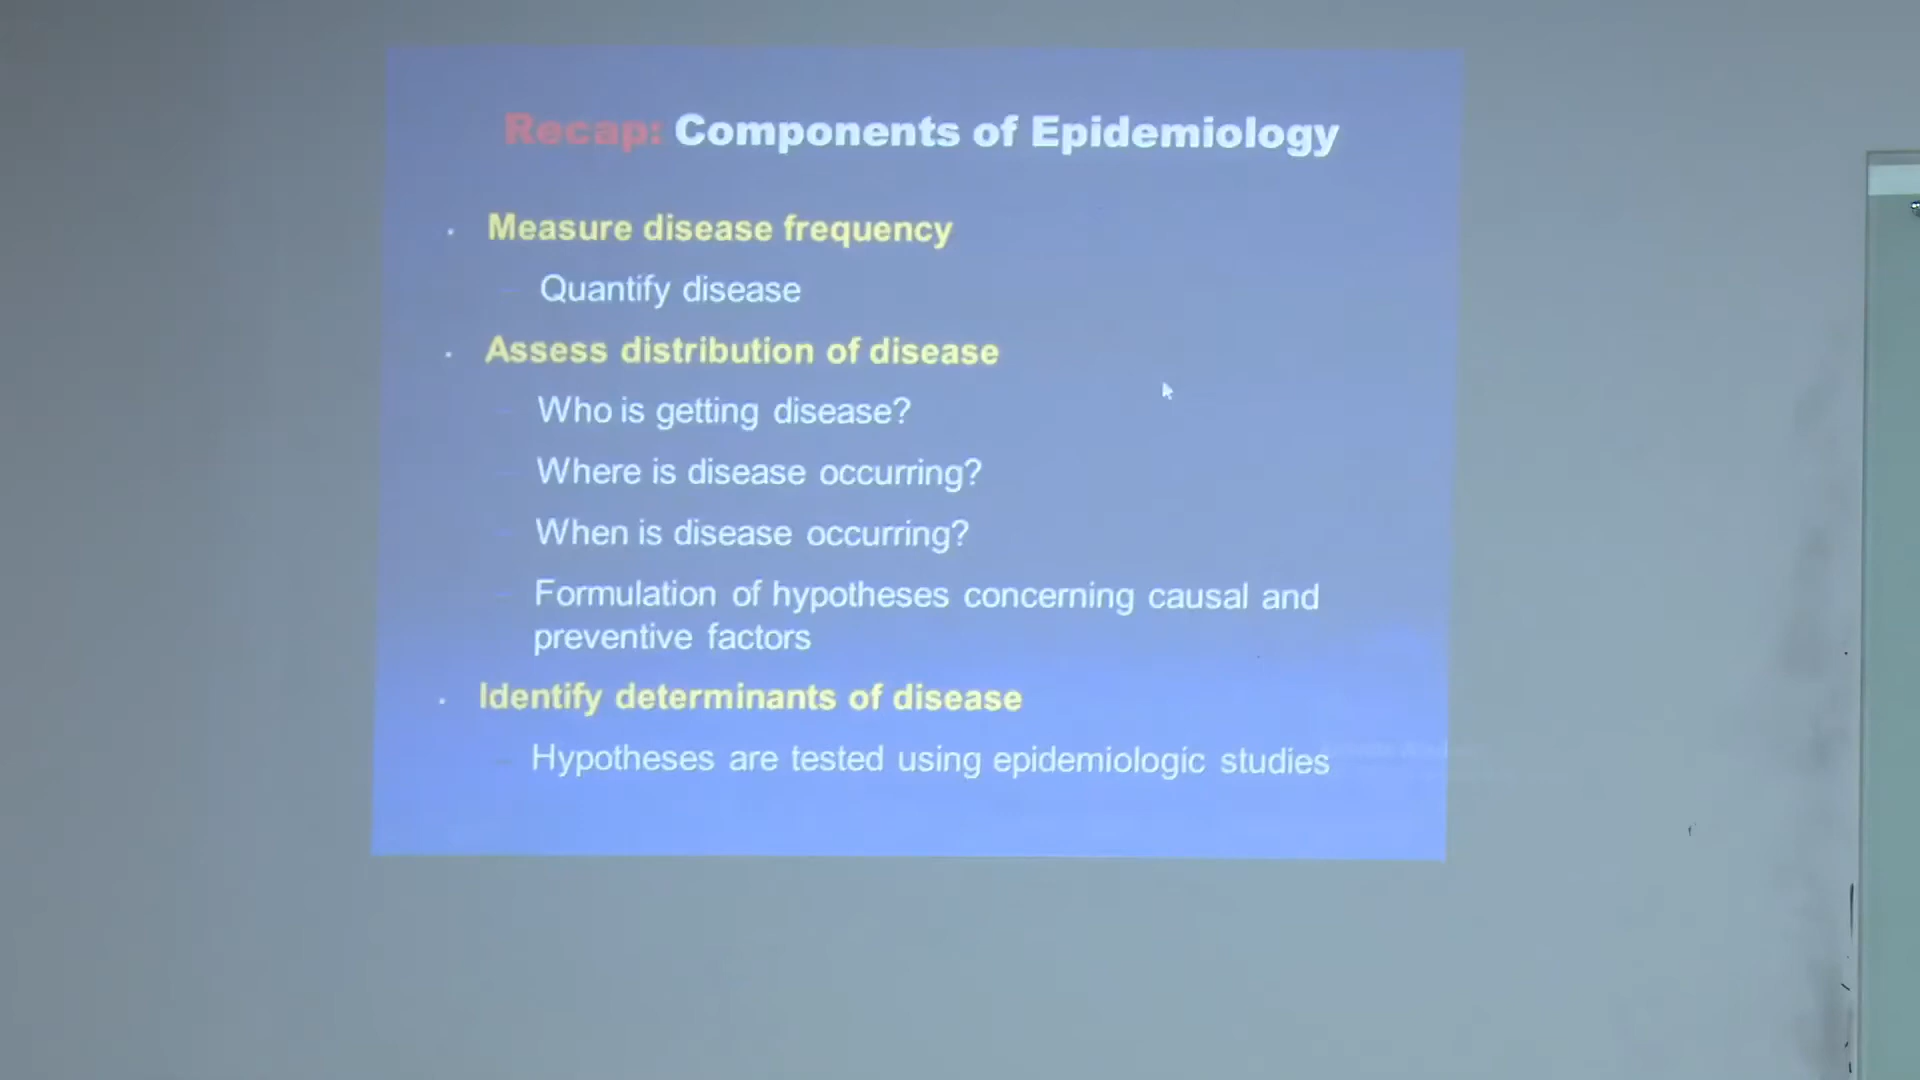 Recap: Components of Epidemiology
· Measure disease frequency
– Quantify disease
· Assess distribution of disease
– Who is getting disease?
– Where is disease occurring?
– When is disease occurring?
– Formulation of hypotheses concerning causal and
preventive factors
· Identify determinants of disease
– Hypotheses are tested using epidemiologic studies